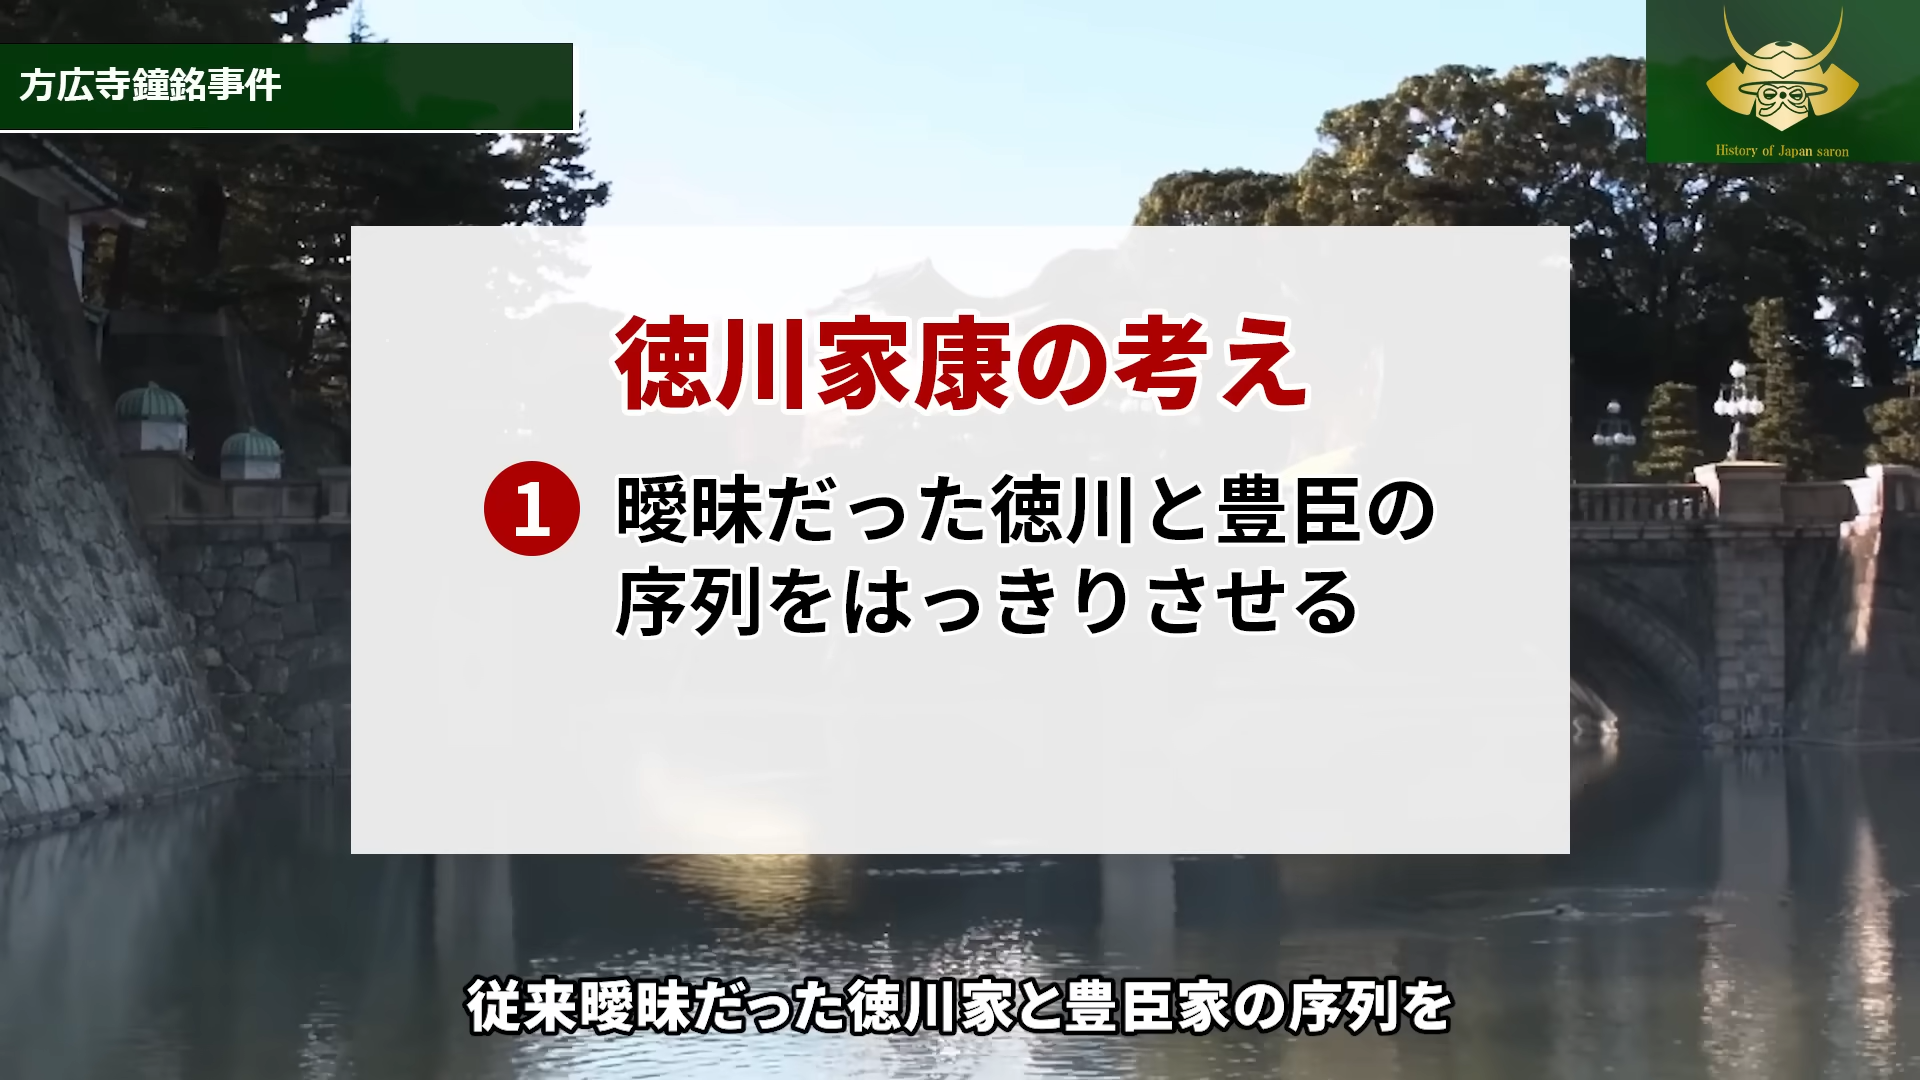 方広寺鐘銘事件
History of Japan saron
徳川家康の考え
1 曖昧だった徳川と豊臣の
序列をはっきりさせる
従来曖昧だった徳川家と豊臣家の序列を